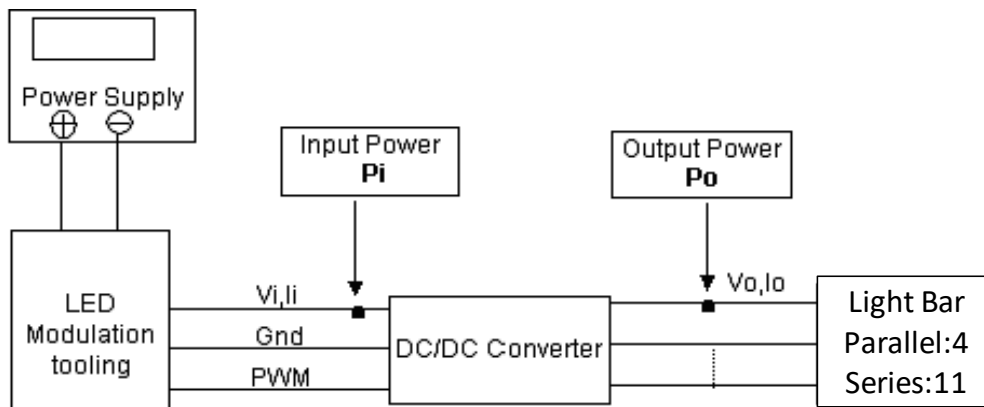 Power Supply
Input Power
Pi
Output Power
Po
LED
Modulation
tooling
Vi,Ii
Gnd
PWM
DC/DC Converter
Vo,Io
Light Bar
Parallel:4
Series:11